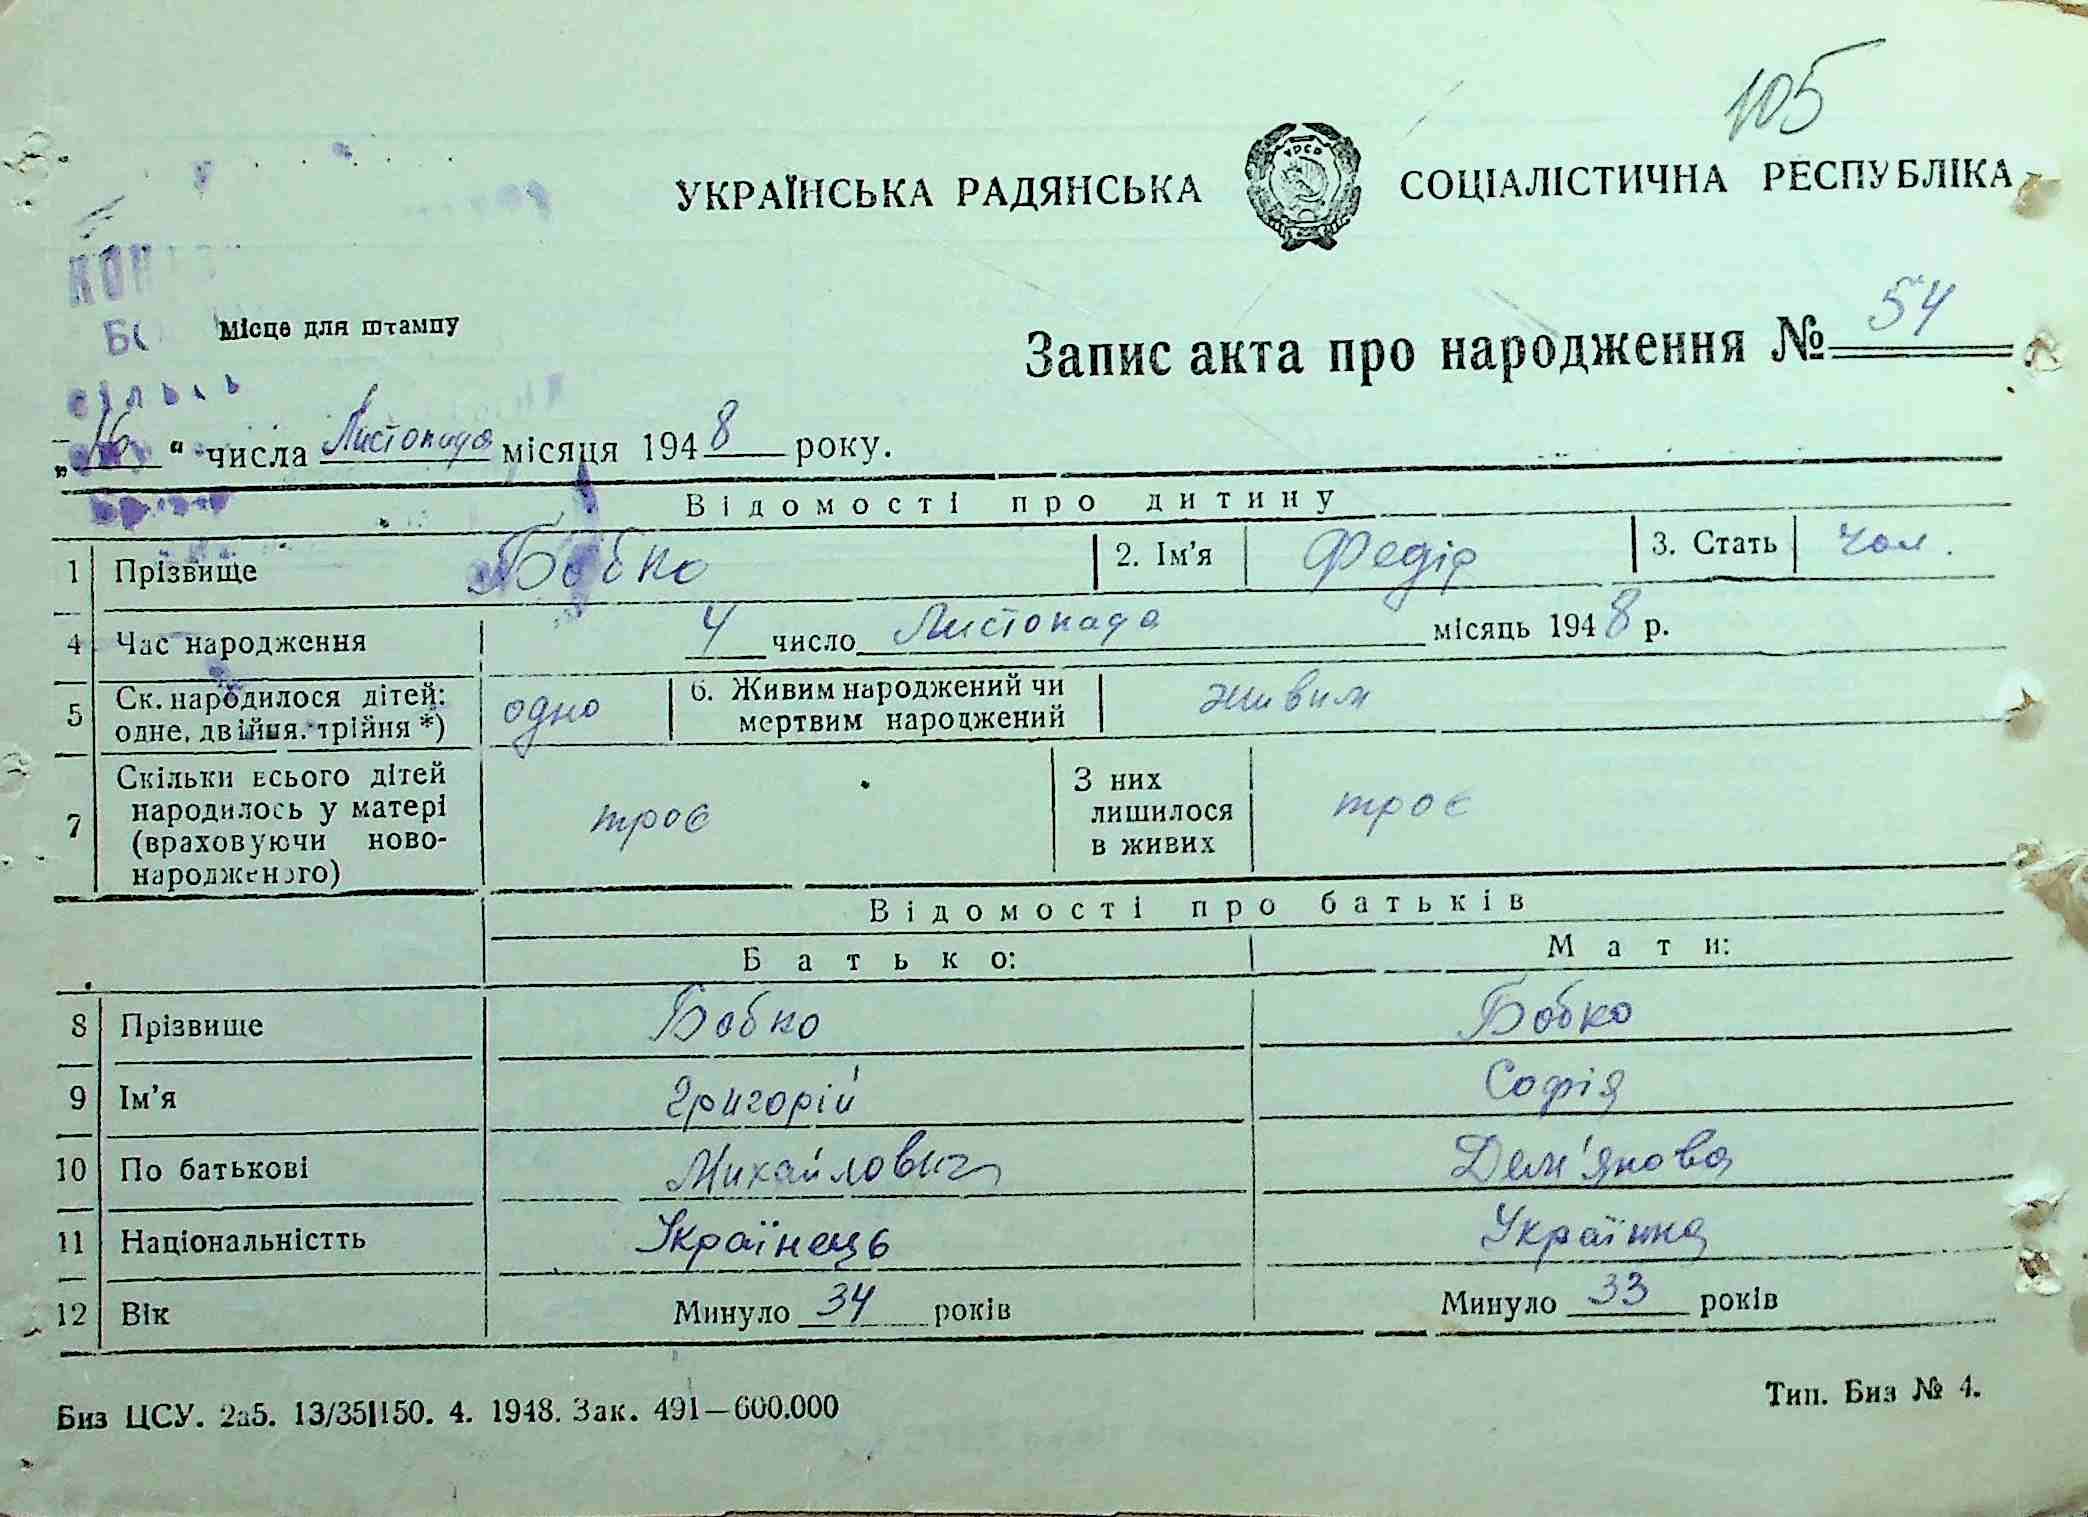 105
УКРАЇНСЬКА РАДЯНСЬКА СОЦІАЛІСТИЧНА РЕСПУБЛІКА
УРСР
Місце для штампу
Запис акта про народження № 54
„16“ числа Листопада місяця 1948 року.
Відомості про дитину
1 Прізвище Бобко 2. Ім'я Федір 3. Стать чол.
4 Час народження 4 число Листопада місяць 1948 р.
5 Ск. народилося дітей: одне, двійня, трійня *) одно 6. Живим народжений чи мертвим народжений живим
7 Скільки всього дітей народилось у матері (враховуючи ново-народженого) троє З них лишилося в живих троє
Відомості про батьків
Батько: Мати:
8 Прізвище Бобко Бобко
9 Ім'я Григорій Софія
10 По батькові Михайлович Дем'янова
11 Національністть Українець Українка
12 Вік Минуло 34 років Минуло 33 років
Биз ЦСУ. 2а5. 13/35ІІ50. 4. 1948. Зак. 491—600.000 Тип. Биз № 4.